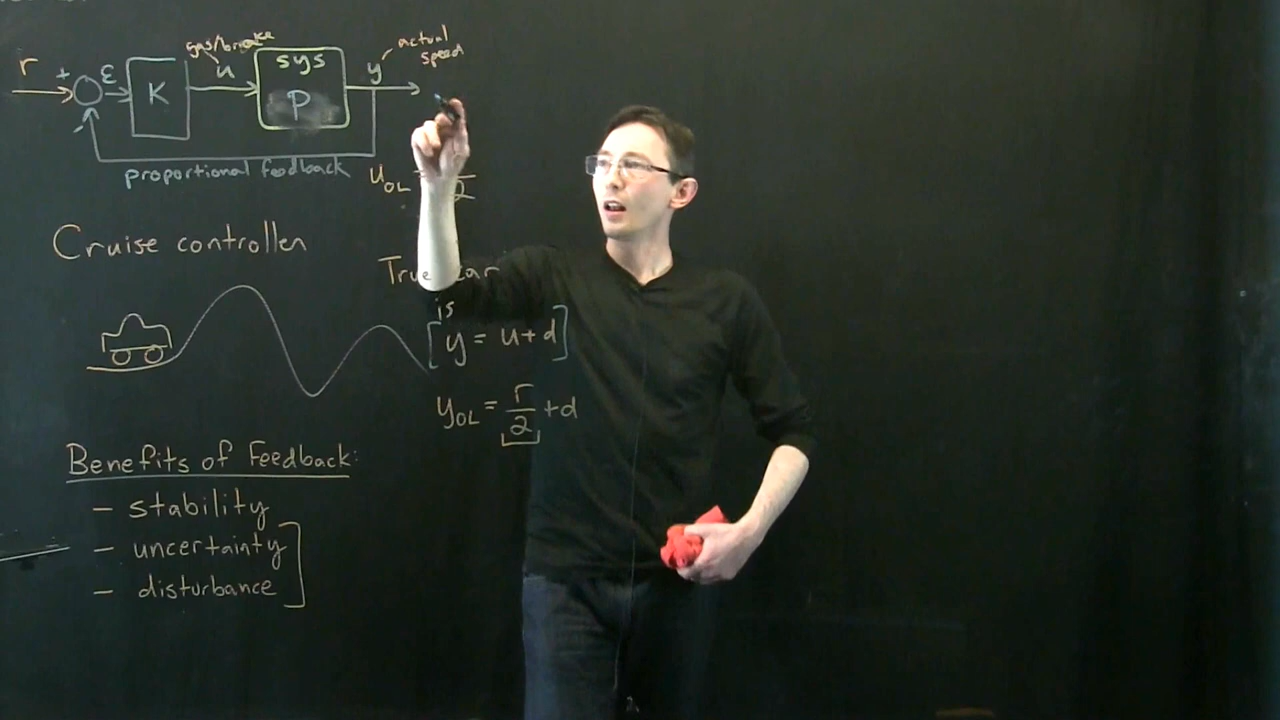 r + ε K gas/brake u sys P y actual speed
-
proportional feedback
u_OL = r/2
Cruise controller
True car
is
[y = u + d]
y_OL = r/2 + d
Benefits of Feedback:
- stability
- uncertainty
- disturbance